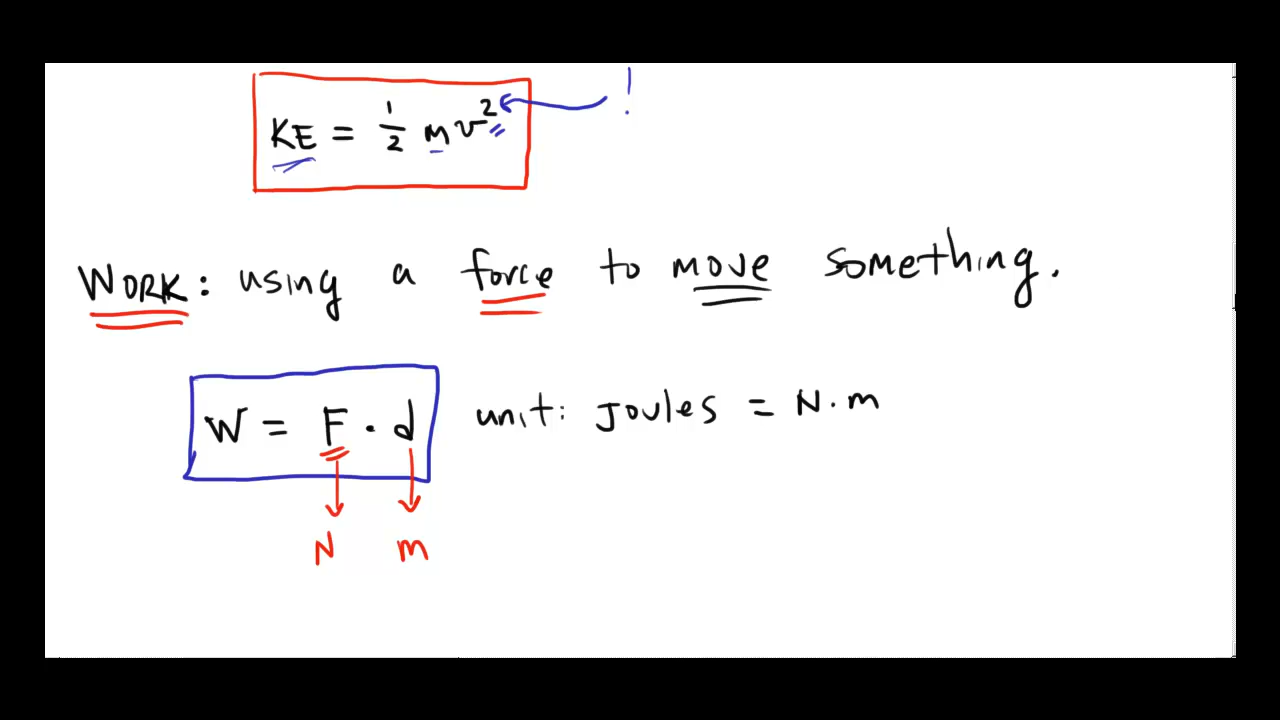 KE = 1/2 mv² !
WORK: using a force to move something.
W = F · d unit: Joules = N·m
N m